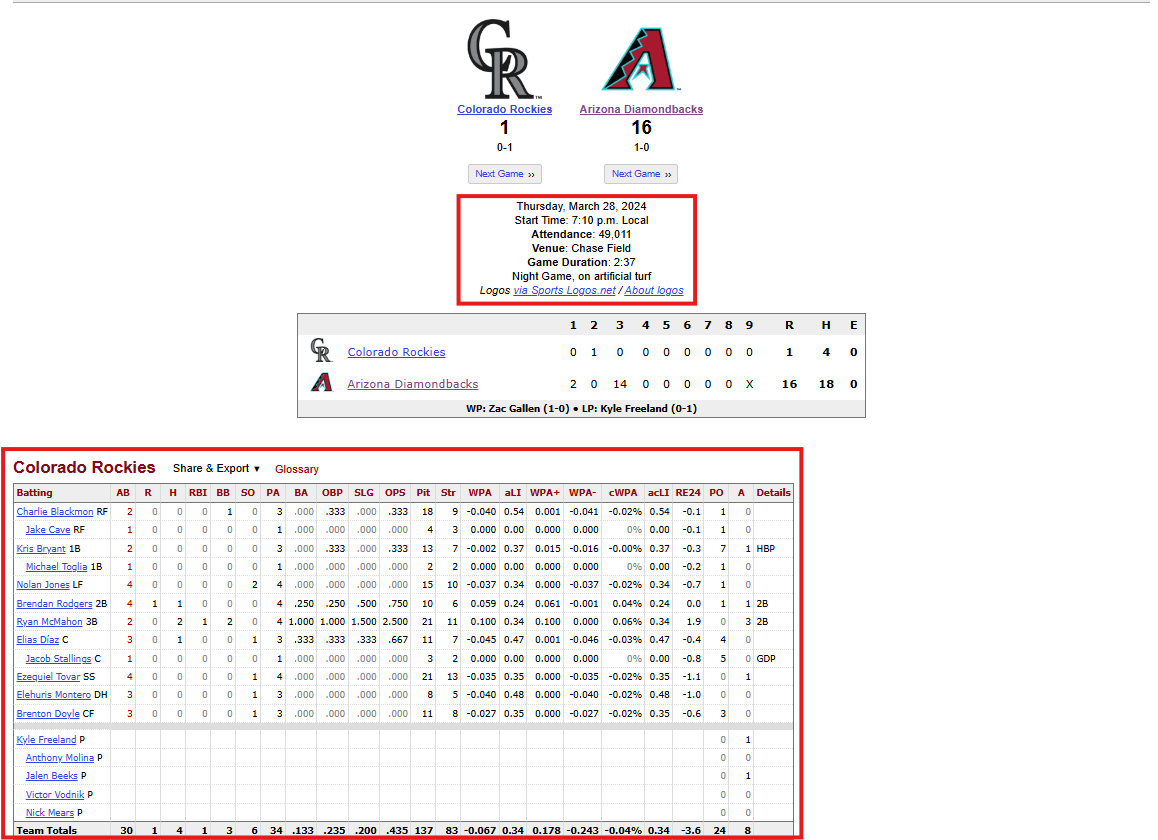 CR™ A™
Colorado Rockies Arizona Diamondbacks
1 16
0-1 1-0
Next Game ›› Next Game ››
Thursday, March 28, 2024
Start Time: 7:10 p.m. Local
Attendance: 49,011
Venue: Chase Field
Game Duration: 2:37
Night Game, on artificial turf
Logos via Sports Logos.net / About logos
1 2 3 4 5 6 7 8 9 R H E
CR Colorado Rockies 0 1 0 0 0 0 0 0 0 1 4 0
A Arizona Diamondbacks 2 0 14 0 0 0 0 0 X 16 18 0
WP: Zac Gallen (1-0) • LP: Kyle Freeland (0-1)
Colorado Rockies Share & Export ▼ Glossary
Batting AB R H RBI BB SO PA BA OBP SLG OPS Pit Str WPA aLI WPA+ WPA- cWPA acLI RE24 PO A Details
Charlie Blackmon RF 2 0 0 0 1 0 3 .000 .333 .000 .333 18 9 -0.040 0.54 0.001 -0.041 -0.02% 0.54 -0.1 1 0
Jake Cave RF 1 0 0 0 0 0 1 .000 .000 .000 .000 4 3 0.000 0.00 0.000 0.000 0% 0.00 -0.1 1 0
Kris Bryant 1B 2 0 0 0 0 0 3 .000 .333 .000 .333 13 7 -0.002 0.37 0.015 -0.016 -0.00% 0.37 -0.3 7 1 HBP
Michael Toglia 1B 1 0 0 0 0 0 1 .000 .000 .000 .000 2 2 0.000 0.00 0.000 0.000 0% 0.00 -0.2 1 0
Nolan Jones LF 4 0 0 0 0 2 4 .000 .000 .000 .000 15 10 -0.037 0.34 0.000 -0.037 -0.02% 0.34 -0.7 1 0
Brendan Rodgers 2B 4 1 1 0 0 0 4 .250 .250 .500 .750 10 6 0.059 0.24 0.061 -0.001 0.04% 0.24 0.0 1 1 2B
Ryan McMahon 3B 2 0 2 1 2 0 4 1.000 1.000 1.500 2.500 21 11 0.100 0.34 0.100 0.000 0.06% 0.34 1.9 0 3 2B
Elias Díaz C 3 0 1 0 0 1 3 .333 .333 .333 .667 11 7 -0.045 0.47 0.001 -0.046 -0.03% 0.47 -0.4 4 0
Jacob Stallings C 1 0 0 0 0 0 1 .000 .000 .000 .000 3 2 0.000 0.00 0.000 0.000 0% 0.00 -0.8 5 0 GDP
Ezequiel Tovar SS 4 0 0 0 0 1 4 .000 .000 .000 .000 21 13 -0.035 0.35 0.000 -0.035 -0.02% 0.35 -1.1 0 1
Elehuris Montero DH 3 0 0 0 0 1 3 .000 .000 .000 .000 8 5 -0.040 0.48 0.000 -0.040 -0.02% 0.48 -1.0 0 0
Brenton Doyle CF 3 0 0 0 0 1 3 .000 .000 .000 .000 11 8 -0.027 0.35 0.000 -0.027 -0.02% 0.35 -0.6 3 0
Kyle Freeland P 0 1
Anthony Molina P 0 0
Jalen Beeks P 0 1
Victor Vodnik P 0 0
Nick Mears P 0 0
Team Totals 30 1 4 1 3 6 34 .133 .235 .200 .435 137 83 -0.067 0.34 0.178 -0.243 -0.04% 0.34 -3.6 24 8